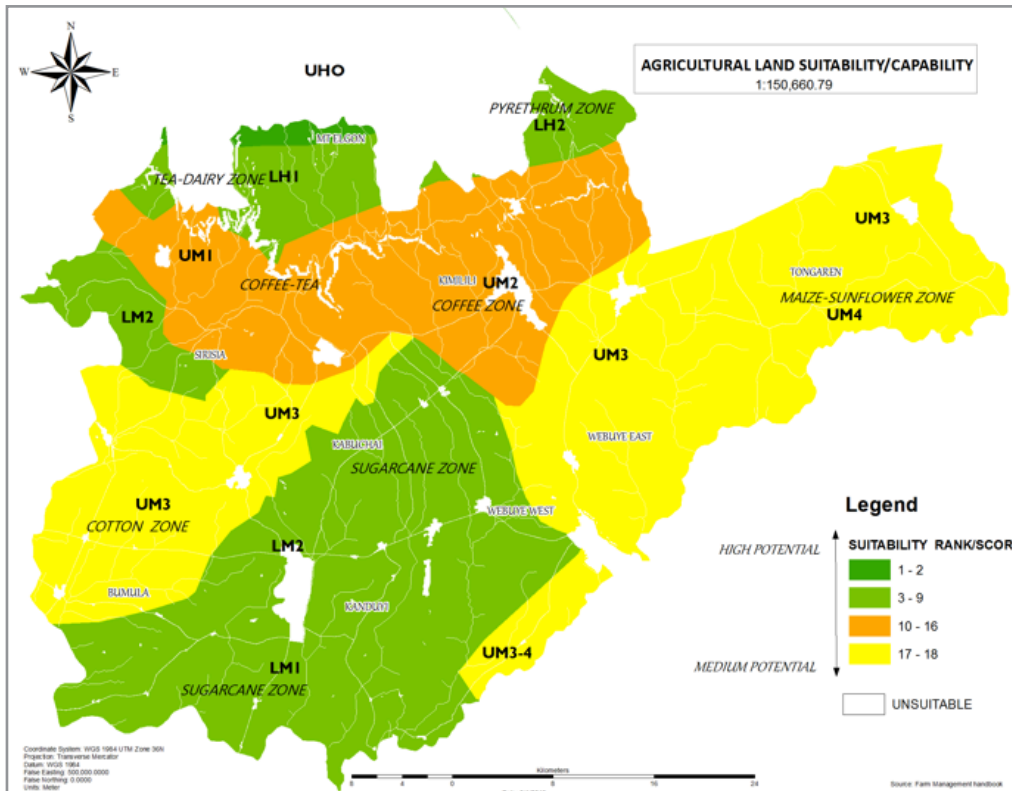 N
W E
S
UHO
AGRICULTURAL LAND SUITABILITY/CAPABILITY
1:150,660.79
PYRETHRUM ZONE
LH2
MT ELGON
TEA-DAIRY ZONE LH1
UM3
UM1
TONGAREN
KIMILILI UM2
COFFEE-TEA
COFFEE ZONE
MAIZE-SUNFLOWER ZONE
UM4
LM2
SIRISIA
UM3
UM3
KABUCHAI
WEBUYE EAST
SUGARCANE ZONE
UM3
COTTON ZONE
WEBUYE WEST
LM2
BUMULA
KANDUYI
UM3-4
LM1
SUGARCANE ZONE
Legend
HIGH POTENTIAL
SUITABILITY RANK/SCORE
1 - 2
3 - 9
10 - 16
17 - 18
MEDIUM POTENTIAL
UNSUITABLE
Coordinate System: WGS 1984 UTM Zone 36N
Projection: Transverse Mercator
Datum: WGS 1984
False Easting: 500,000.0000
False Northing: 0.0000
Units: Meter
Kilometers
8 4 0 8 16 24
Source: Farm Management handbook